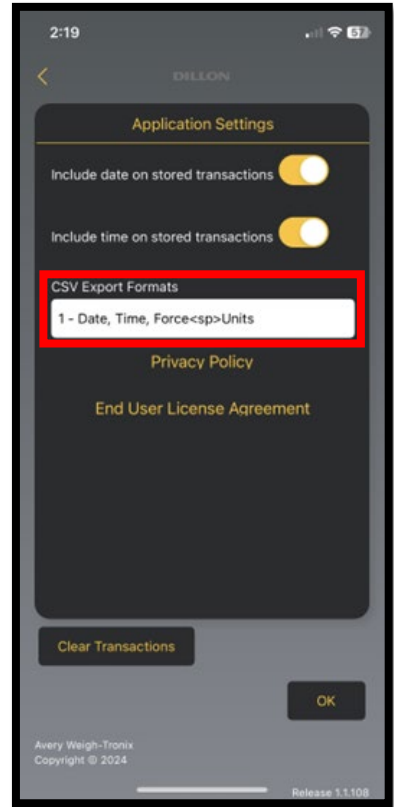 2:19
57
DILLON
Application Settings
Include date on stored transactions
Include time on stored transactions
CSV Export Formats
1 - Date, Time, Force<sp>Units
Privacy Policy
End User License Agreement
Clear Transactions
OK
Avery Weigh-Tronix
Copyright © 2024
Release 1.1.108